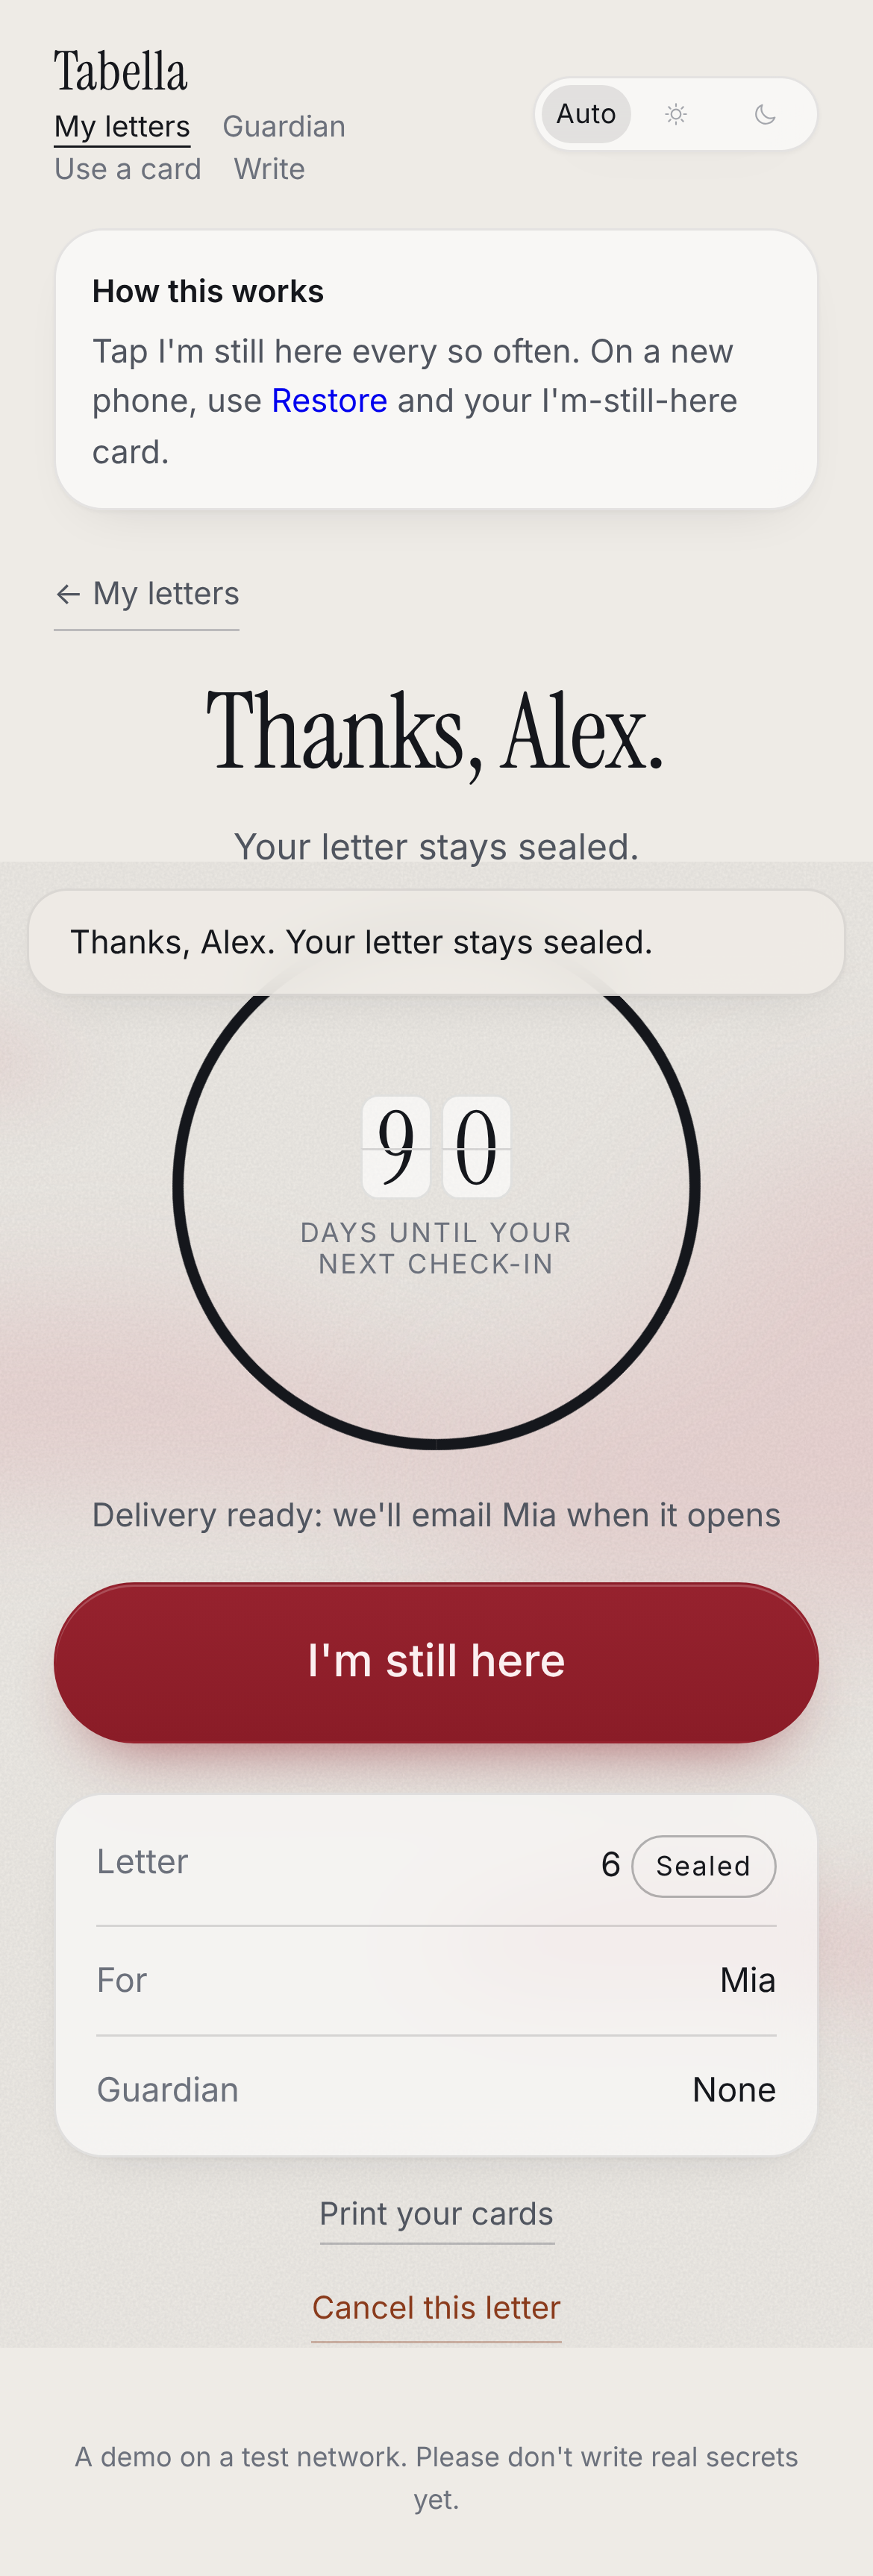 Tabella
My letters Guardian
Use a card Write
Auto
How this works
Tap I'm still here every so often. On a new
phone, use Restore and your I'm-still-here
card.
← My letters
Thanks, Alex.
Your letter stays sealed.
Thanks, Alex. Your letter stays sealed.
90
DAYS UNTIL YOUR
NEXT CHECK-IN
Delivery ready: we'll email Mia when it opens
I'm still here
Letter 6 Sealed
For Mia
Guardian None
Print your cards
Cancel this letter
A demo on a test network. Please don't write real secrets
yet.